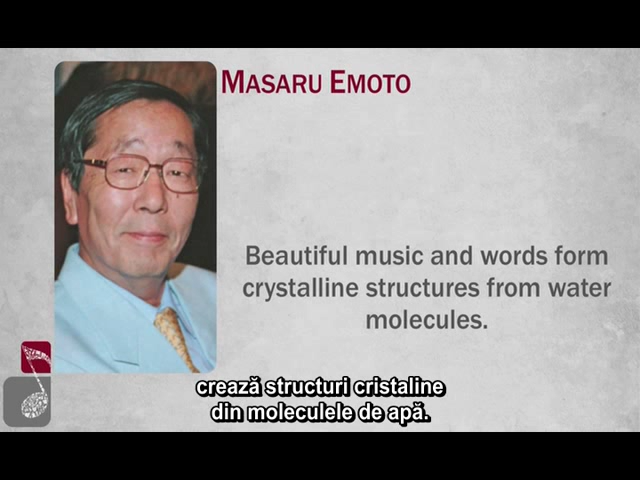 MASARU EMOTO
Beautiful music and words form
crystalline structures from water
molecules.
crează structuri cristaline
din moleculele de apă.